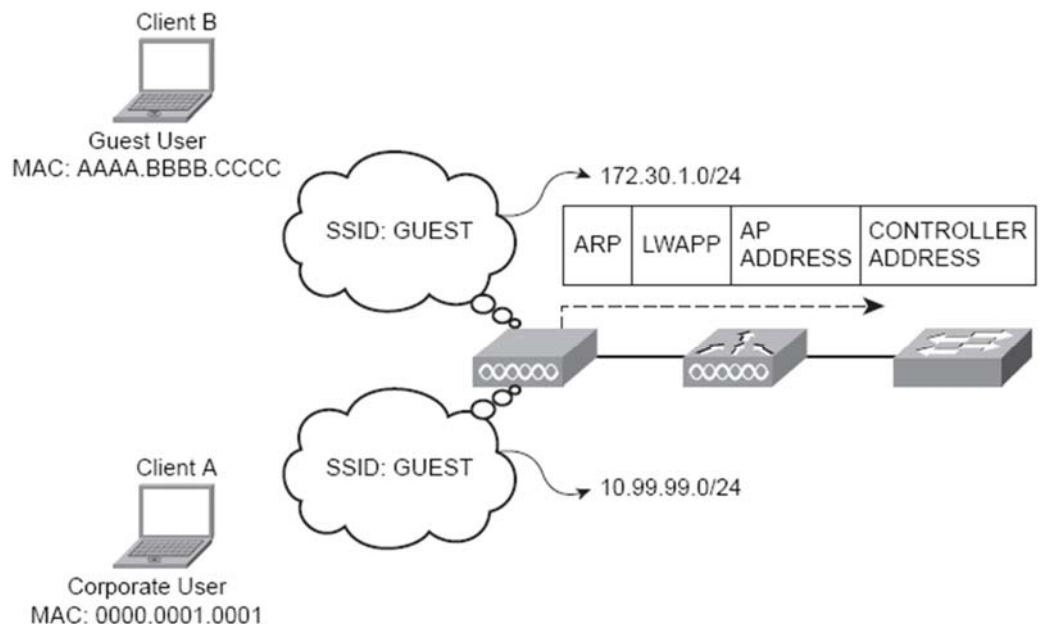 Client B
Guest User
MAC: AAAA.BBBB.CCCC
SSID: GUEST
172.30.1.0/24
ARP
LWAPP
AP
ADDRESS
CONTROLLER
ADDRESS
Client A
Corporate User
MAC: 0000.0001.0001
SSID: GUEST
10.99.99.0/24